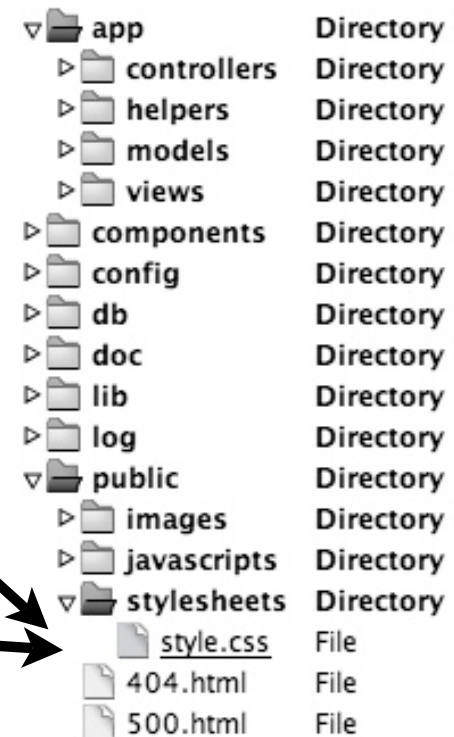 app Directory
controllers Directory
helpers Directory
models Directory
views Directory
components Directory
config Directory
db Directory
doc Directory
lib Directory
log Directory
public Directory
images Directory
javascripts Directory
stylesheets Directory
style.css File
404.html File
500.html File